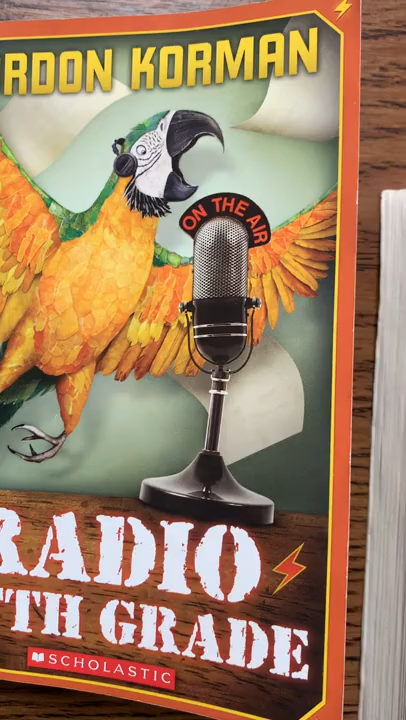 RDON KORMAN
ON THE AIR
RADIO
TH GRADE
SCHOLASTIC